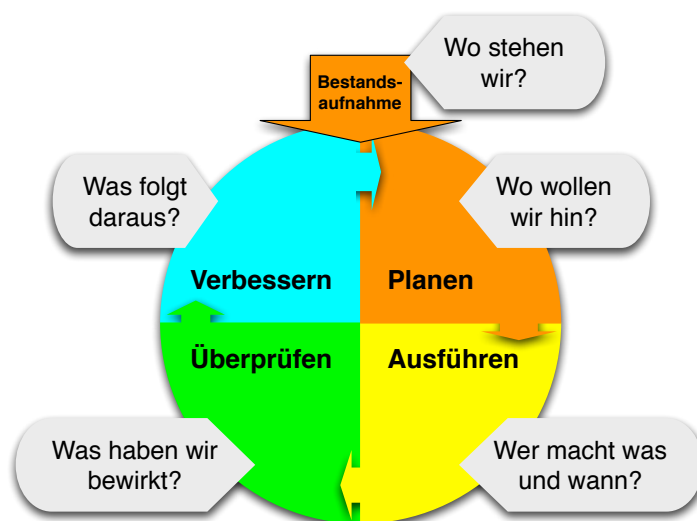 Wo stehen
wir?
Bestands-
aufnahme
Was folgt
daraus?
Wo wollen
wir hin?
Verbessern
Planen
Überprüfen
Ausführen
Was haben wir
bewirkt?
Wer macht was
und wann?